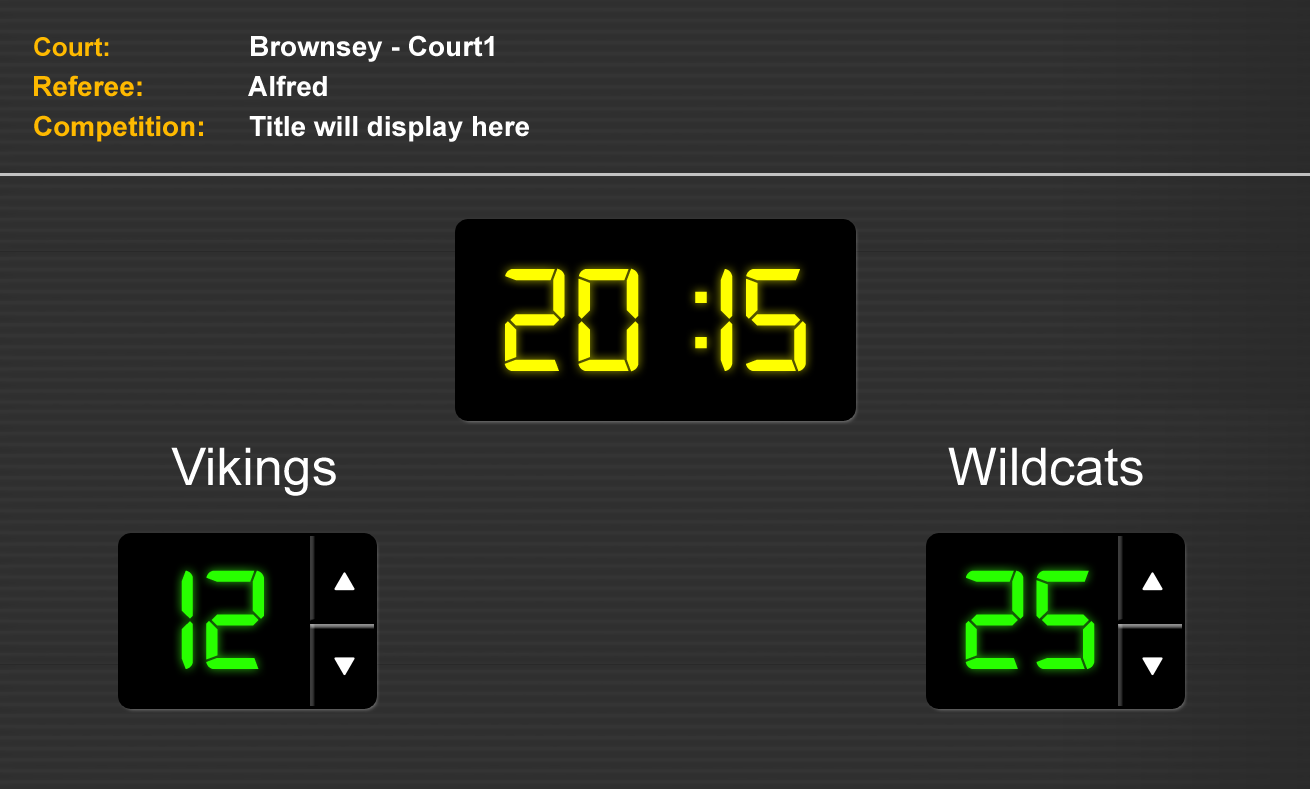 Court: Brownsey - Court1
Referee: Alfred
Competition: Title will display here
20 :15
Vikings Wildcats
12 25